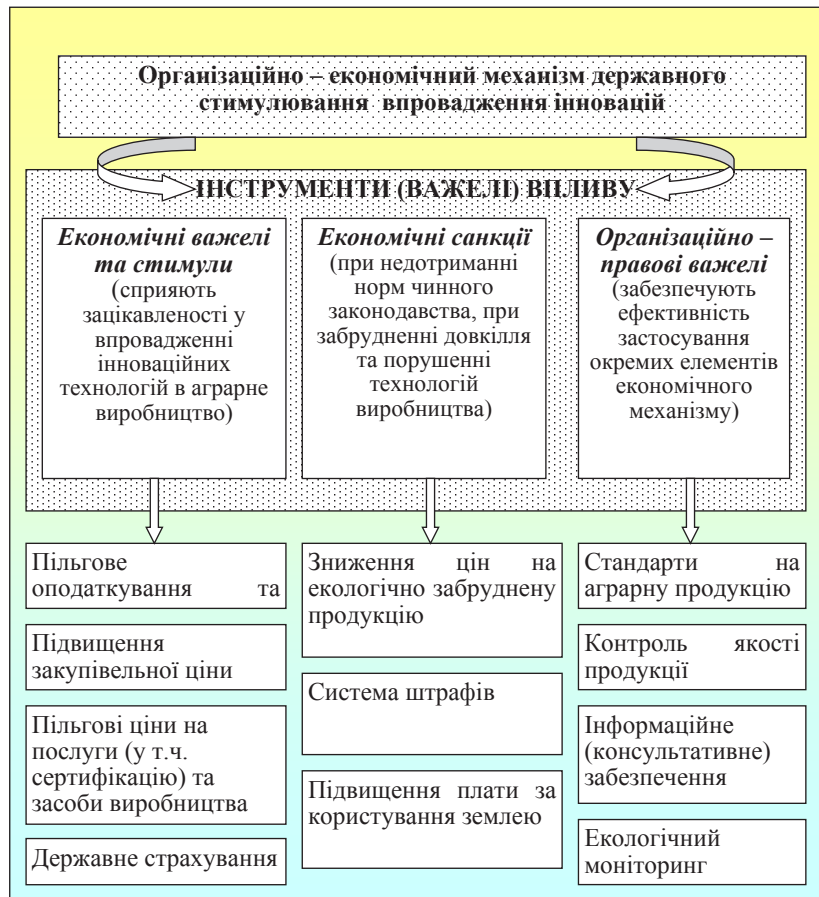 Організаційно – економічний механізм державного
стимулювання впровадження інновацій
ІНСТРУМЕНТИ (ВАЖЕЛІ) ВПЛИВУ
Економічні важелі
та стимули
(сприяють
зацікавленості у
впровадженні
інноваційних
технологій в аграрне
виробництво)
Економічні санкції
(при недотриманні
норм чинного
законодавства, при
забрудненні довкілля
та порушенні
технологій
виробництва)
Організаційно –
правові важелі
(забезпечують
ефективність
застосування
окремих елементів
економічного
механізму)
Пільгове
оподаткування та
Підвищення
закупівельної ціни
Пільгові ціни на
послуги (у т.ч.
сертифікацію) та
засоби виробництва
Державне страхування
Зниження цін на
екологічно забруднену
продукцію
Система штрафів
Підвищення плати за
користування землею
Стандарти на
аграрну продукцію
Контроль якості
продукції
Інформаційне
(консультативне)
забезпечення
Екологічний
моніторинг